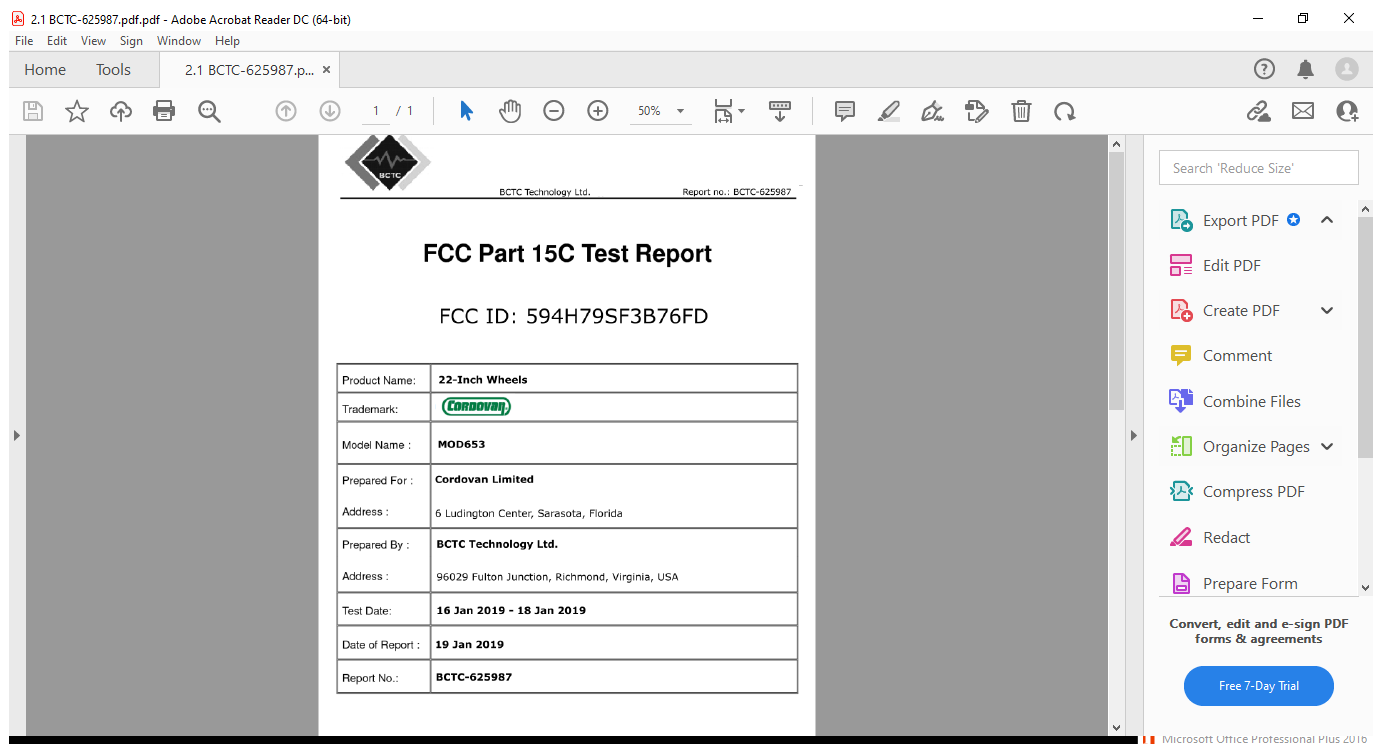 2.1 BCTC-625987.pdf.pdf - Adobe Acrobat Reader DC (64-bit)
File Edit View Sign Window Help
Home Tools 2.1 BCTC-625987.p... ×
1 / 1 50%
BCTC
BCTC Technology Ltd. Report no.: BCTC-625987
FCC Part 15C Test Report
FCC ID: 594H79SF3B76FD
Product Name: 22-Inch Wheels
Trademark: CORDOVAN
Model Name : MOD653
Prepared For : Cordovan Limited
Address : 6 Ludington Center, Sarasota, Florida
Prepared By : BCTC Technology Ltd.
Address : 96029 Fulton Junction, Richmond, Virginia, USA
Test Date: 16 Jan 2019 - 18 Jan 2019
Date of Report : 19 Jan 2019
Report No.: BCTC-625987
Search 'Reduce Size'
Export PDF
Edit PDF
Create PDF
Comment
Combine Files
Organize Pages
Compress PDF
Redact
Prepare Form
Convert, edit and e-sign PDF
forms & agreements
Free 7-Day Trial
Microsoft Office Professional Plus 2016